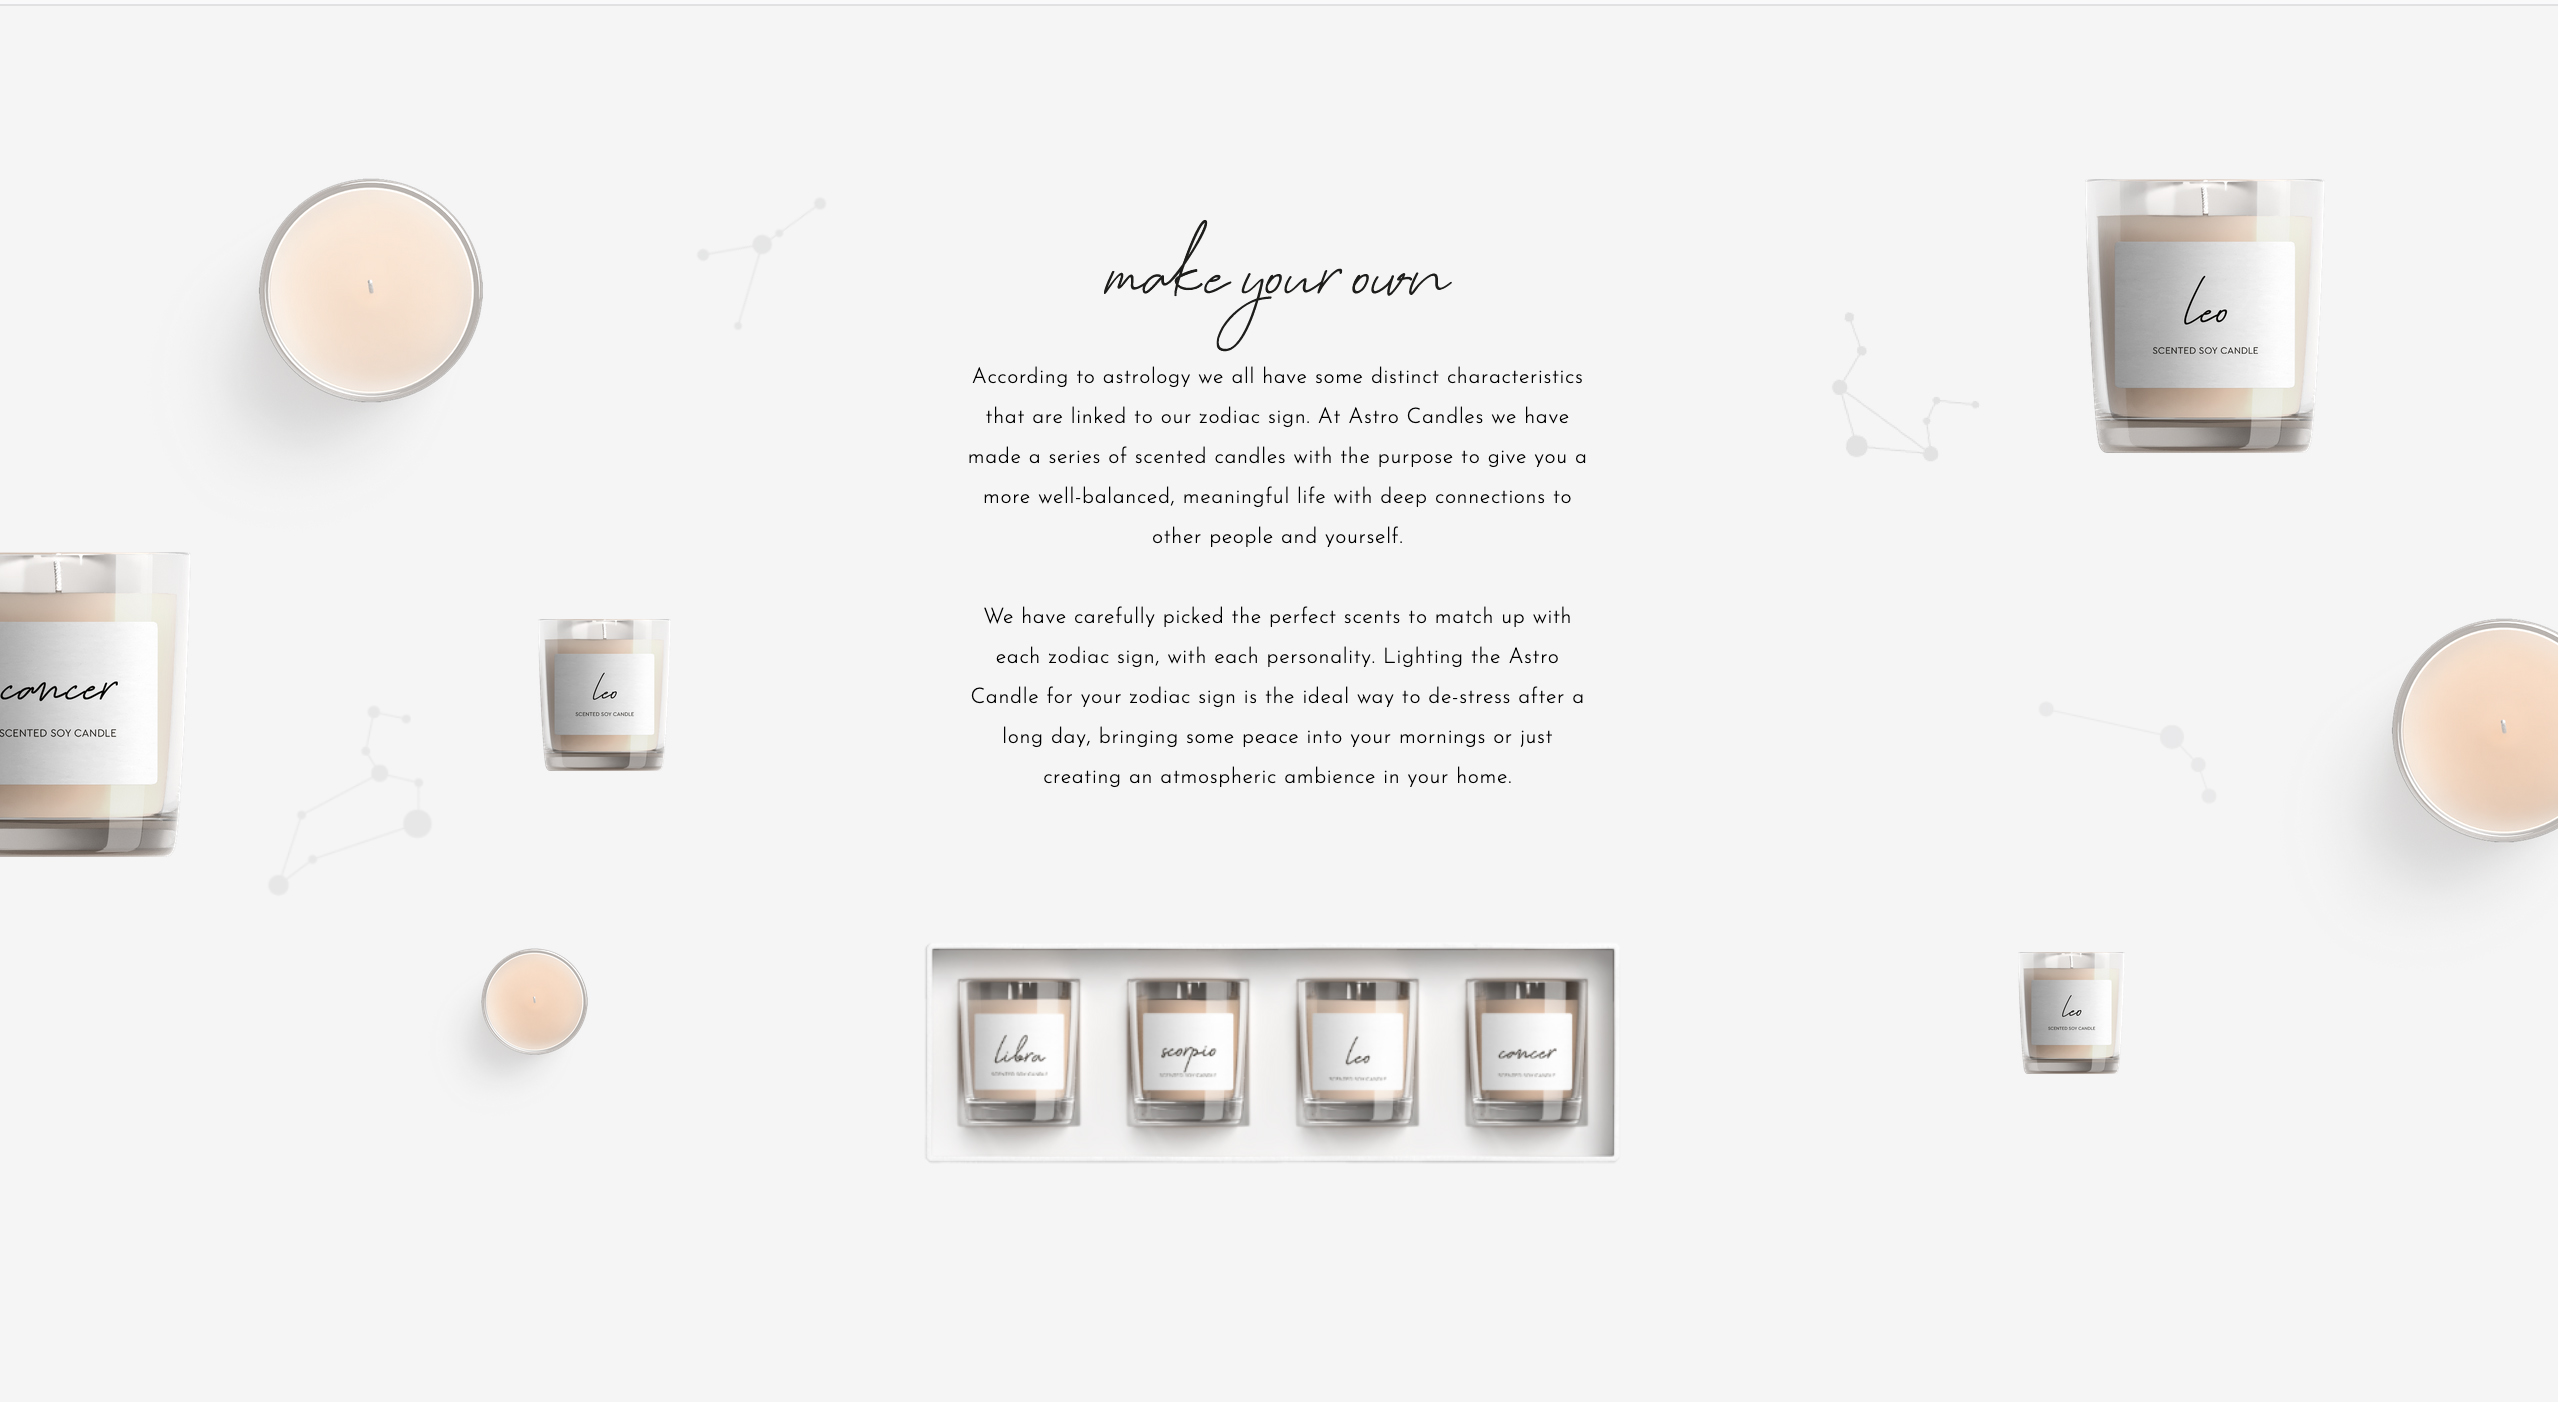 make your own
According to astrology we all have some distinct characteristics
that are linked to our zodiac sign. At Astro Candles we have
made a series of scented candles with the purpose to give you a
more well-balanced, meaningful life with deep connections to
other people and yourself.
We have carefully picked the perfect scents to match up with
each zodiac sign, with each personality. Lighting the Astro
Candle for your zodiac sign is the ideal way to de-stress after a
long day, bringing some peace into your mornings or just
creating an atmospheric ambience in your home.
leo
SCENTED SOY CANDLE
cancer
SCENTED SOY CANDLE
leo
SCENTED SOY CANDLE
libra
scorpio
leo
cancer
leo
SCENTED SOY CANDLE